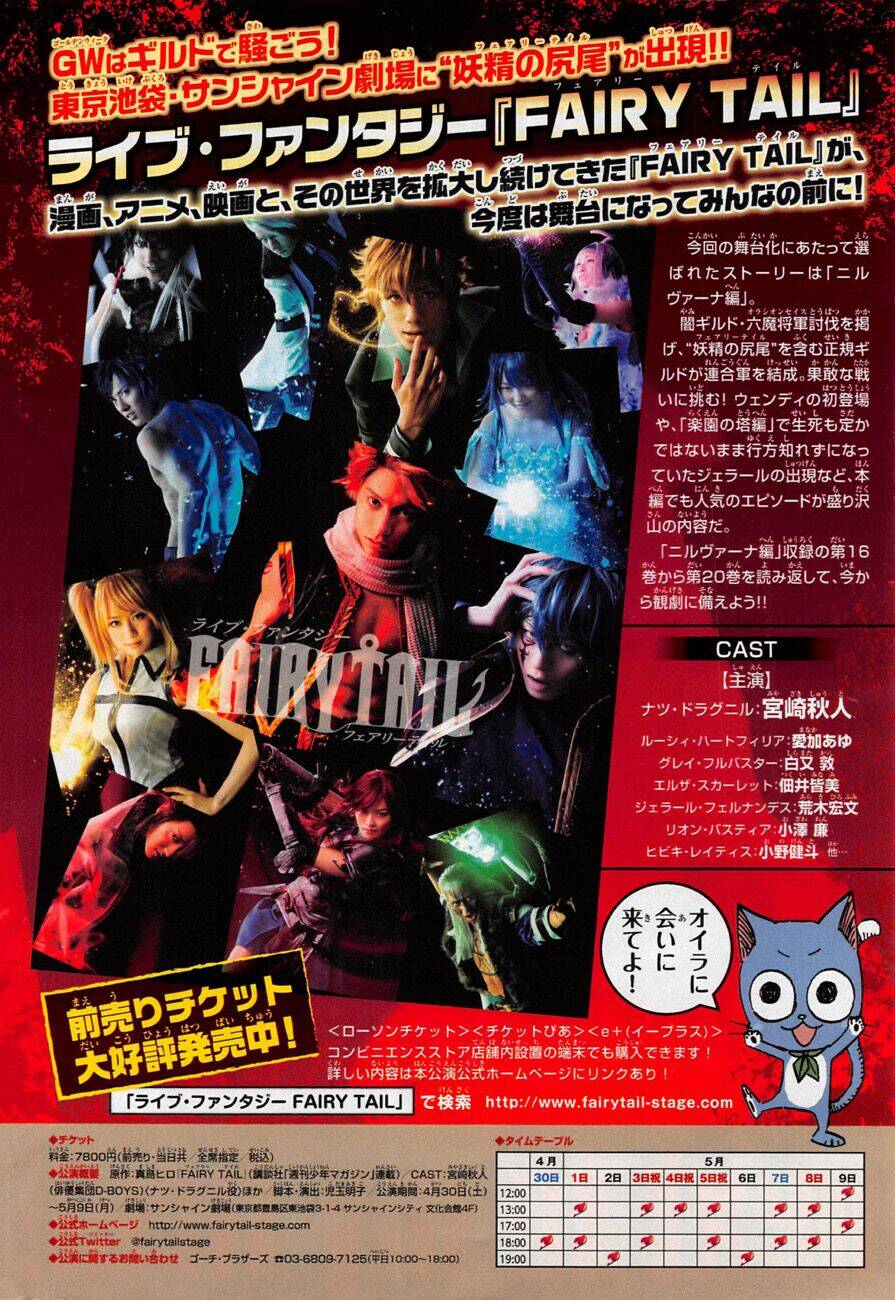 GWはギルドで騒ごう!
東京池袋・サンシャイン劇場に“妖精の尻尾”が出現!!
ライブ・ファンタジー『FAIRY TAIL』
漫画、アニメ、映画と、その世界を拡大し続けてきた『FAIRY TAIL』が、
今度は舞台になってみんなの前に!
今回の舞台化にあたって選
ばれたストーリーは「ニル
ヴァーナ編」。
闇ギルド・六魔将軍討伐を掲
げ、“妖精の尻尾”を含む正規ギ
ルドが連合軍を結成。果敢な戦
いに挑む! ウェンディの初登場
や、「楽園の塔編」で生死も定か
ではないまま行方知れずになっ
ていたジェラールの出現など、本
編でも人気のエピソードが盛り沢
山の内容だ。
「ニルヴァーナ編」収録の第16
巻から第20巻を読み返して、今か
ら観劇に備えよう!!
ライブ・ファンタジー
FAIRY TAIL
フェアリーテイル
CAST
【主演】
ナツ・ドラグニル:宮崎秋人
ルーシィ・ハートフィリア:愛加あゆ
グレイ・フルバスター:白又 敦
エルザ・スカーレット:佃井皆美
ジェラール・フェルナンデス:荒木宏文
リオン・バスティア:小澤 廉
ヒビキ・レイティス:小野健斗 他…
オイラに
会いに
来てよ!
前売りチケット
大好評発売中!
<ローソンチケット><チケットぴあ><e+(イープラス)>
コンビニエンスストア店舗内設置の端末でも購入できます!
詳しい内容は本公演公式ホームページにリンクあり!
「ライブ・ファンタジー FAIRY TAIL」 で検索 http://www.fairytail-stage.com
◆チケット
料金:7800円(前売り・当日共/全席指定/税込)
◆公演概要 原作:真島ヒロ『FAIRY TAIL』(講談社「週刊少年マガジン」連載)/CAST:宮崎秋人
(俳優集団D-BOYS)(ナツ・ドラグニル役)ほか/脚本・演出:児玉明子/公演期間:4月30日(土)
~5月9日(月)/劇場:サンシャイン劇場(東京都豊島区東池袋3-1-4 サンシャインシティ 文化会館4F)
◆公式ホームページ http://www.fairytail-stage.com
◆公式Twitter @fairytailstage
◆公演に関するお問い合わせ ゴーチ・ブラザーズ ☎03-6809-7125(平日10:00~18:00)
◆タイムテーブル
4月 5月
30日 1日 2日 3日祝 4日祝 5日祝 6日 7日 8日 9日
12:00
13:00
17:00
18:00
19:00